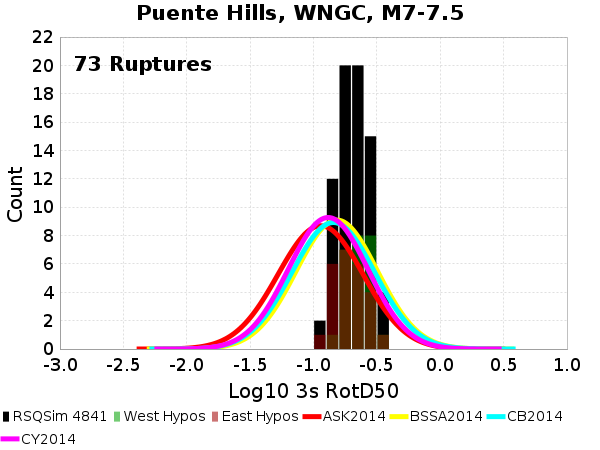 Puente Hills, WNGC, M7-7.5
73 Ruptures
Count
22
20
18
16
14
12
10
8
6
4
2
0
-3.0 -2.5 -2.0 -1.5 -1.0 -0.5 0.0 0.5 1.0
Log10 3s RotD50
RSQSim 4841 West Hypos East Hypos ASK2014 BSSA2014 CB2014
CY2014